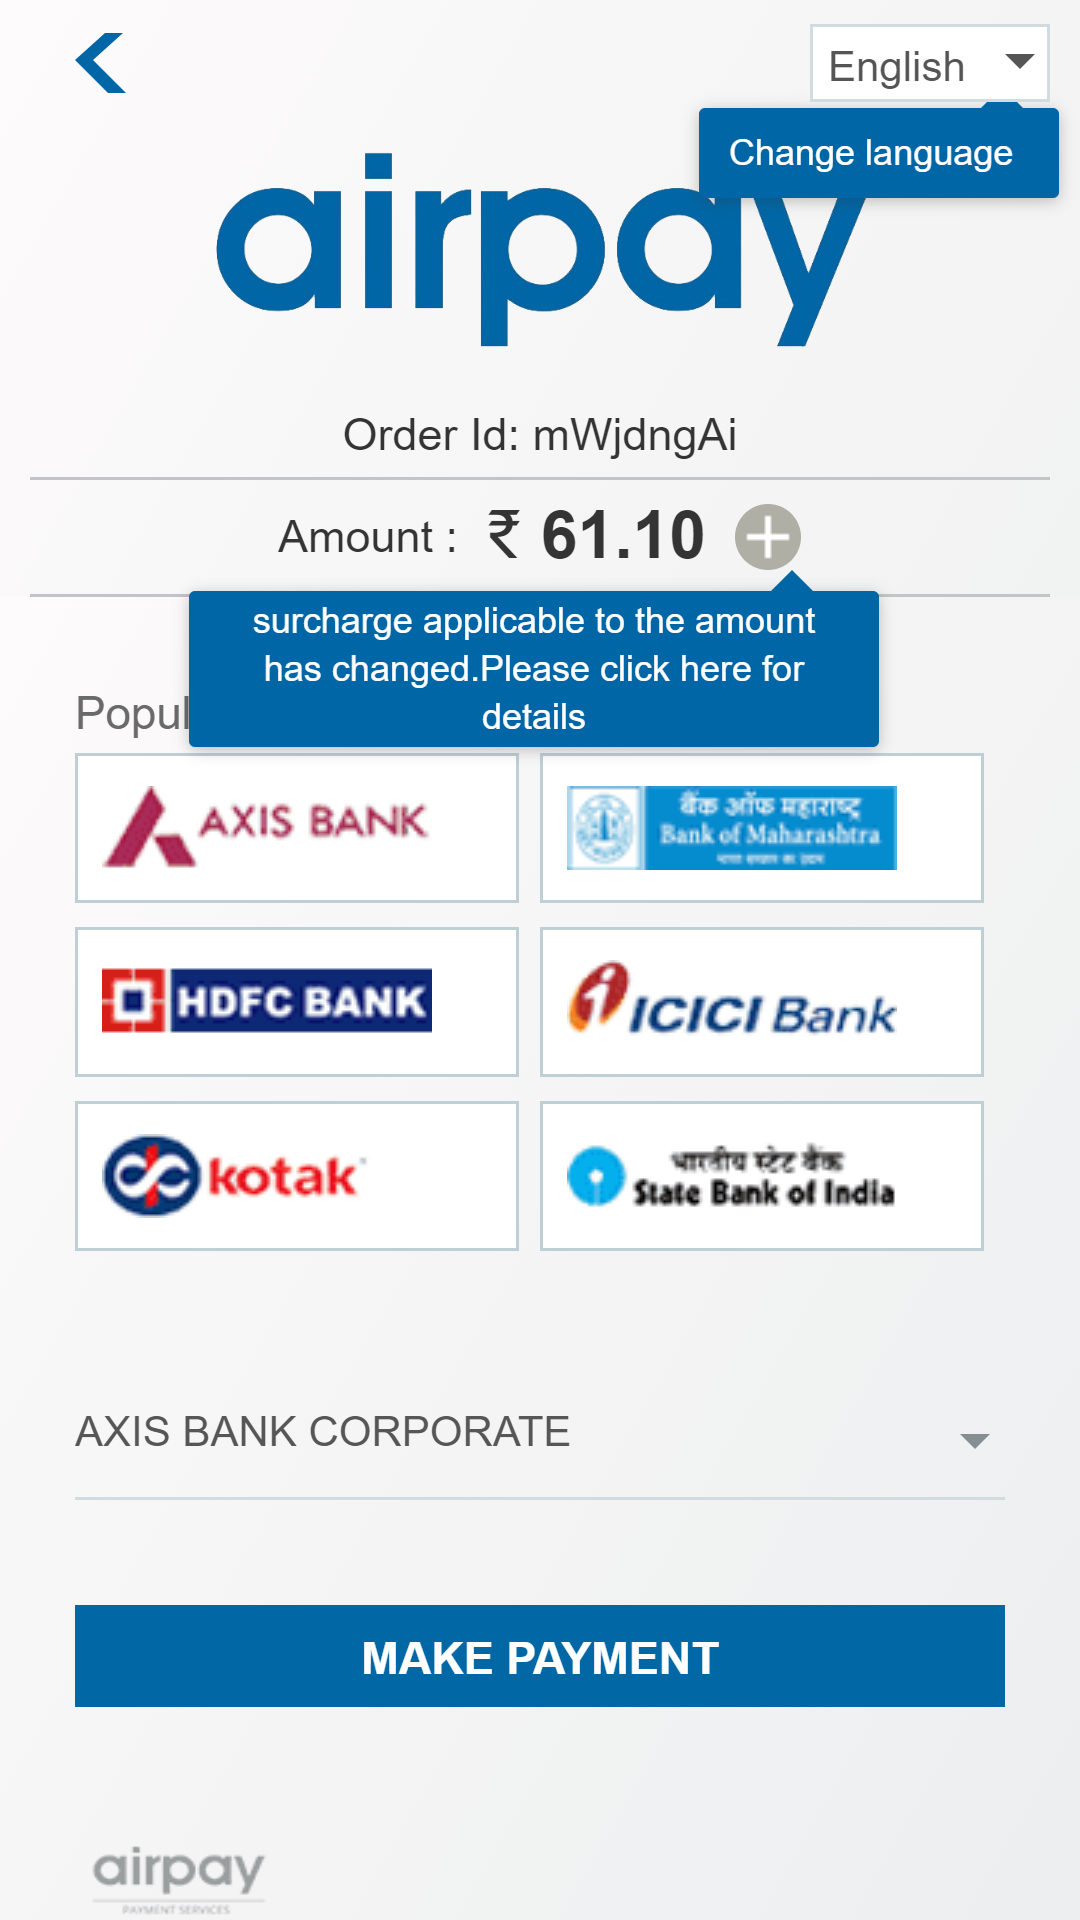 English
Change language
airpay
Order Id: mWjdngAi
Amount : ₹ 61.10
surcharge applicable to the amount
has changed.Please click here for
details
Popul
AXIS BANK
बैंक ऑफ महाराष्ट्र
Bank of Maharashtra
HDFC BANK
ICICI Bank
kotak
भारतीय स्टेट बैंक
State Bank of India
AXIS BANK CORPORATE
MAKE PAYMENT
airpay
PAYMENT SERVICES